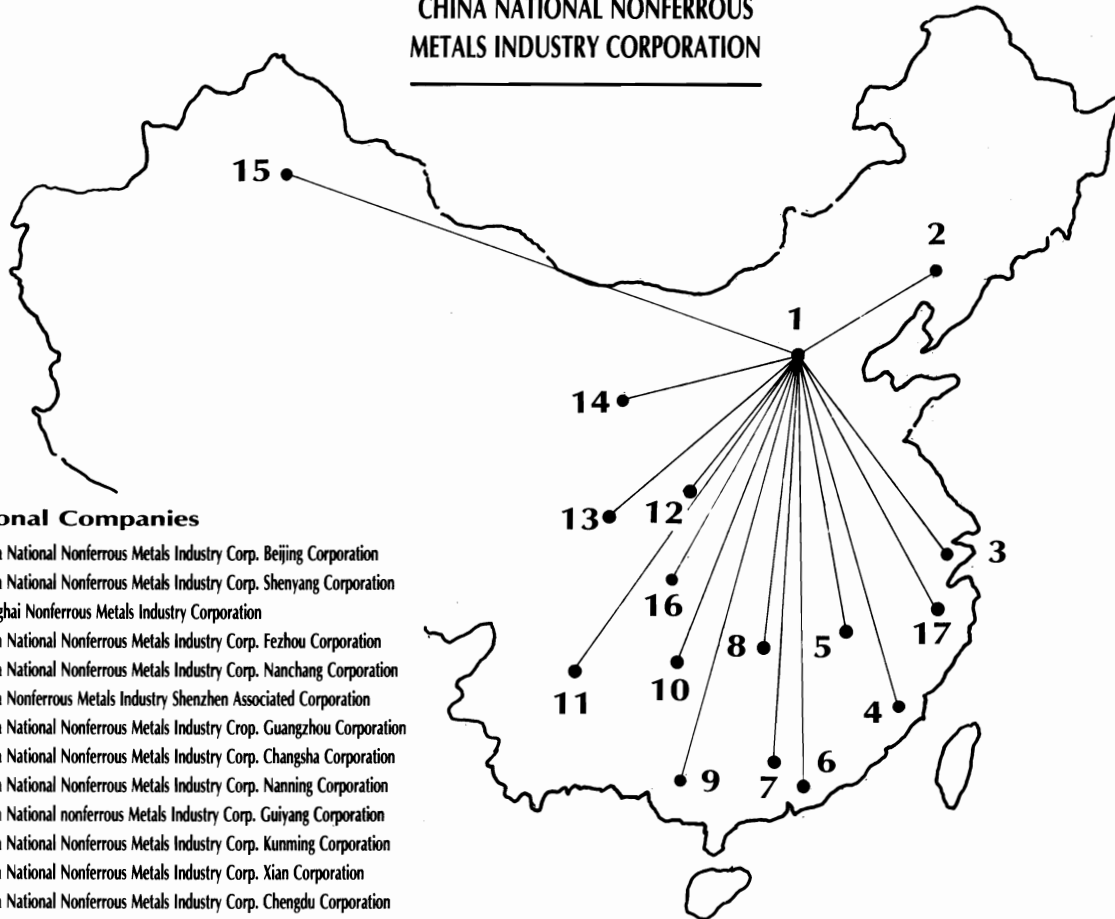 CHINA NATIONAL NONFERROUS
METALS INDUSTRY CORPORATION
15
2
1
14
13
12
3
16
17
8
5
11
10
4
9
7
6
onal Companies
a National Nonferrous Metals Industry Corp. Beijing Corporation
a National Nonferrous Metals Industry Corp. Shenyang Corporation
ghai Nonferrous Metals Industry Corporation
a National Nonferrous Metals Industry Corp. Fezhou Corporation
a National Nonferrous Metals Industry Corp. Nanchang Corporation
a Nonferrous Metals Industry Shenzhen Associated Corporation
a National Nonferrous Metals Industry Crop. Guangzhou Corporation
a National Nonferrous Metals Industry Corp. Changsha Corporation
a National Nonferrous Metals Industry Corp. Nanning Corporation
a National nonferrous Metals Industry Corp. Guiyang Corporation
a National Nonferrous Metals Industry Corp. Kunming Corporation
a National Nonferrous Metals Industry Corp. Xian Corporation
a National Nonferrous Metals Industry Corp. Chengdu Corporation